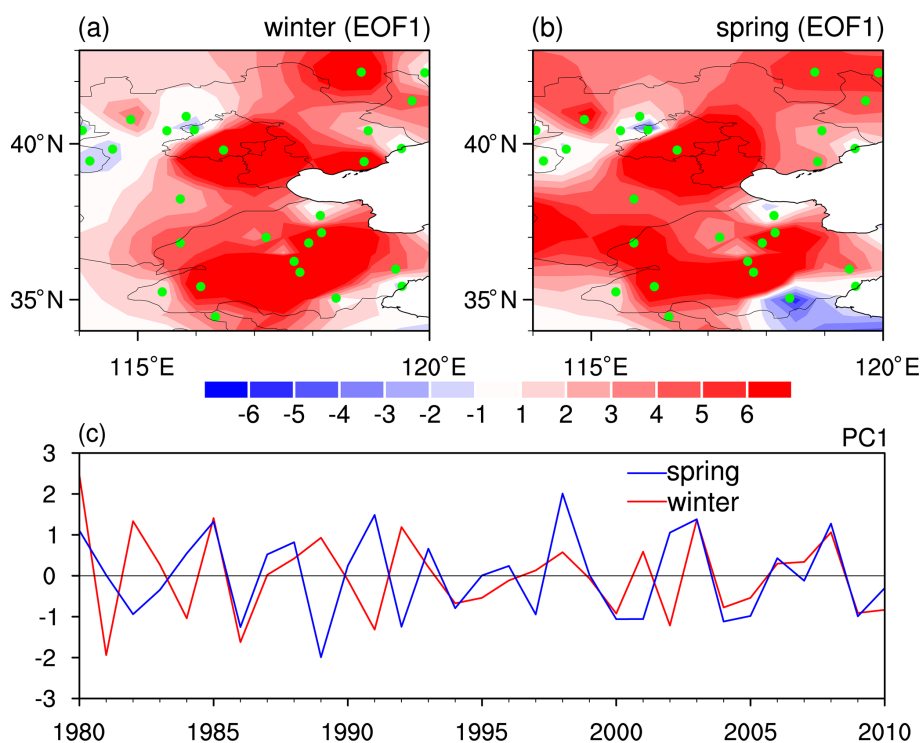 (a) winter (EOF1)
(b) spring (EOF1)
40°N
35°N
115°E 120°E
40°N
35°N
115°E 120°E
-6 -5 -4 -3 -2 -1 1 2 3 4 5 6
(c) PC1
spring
winter
3
2
1
0
-1
-2
-3
1980 1985 1990 1995 2000 2005 2010